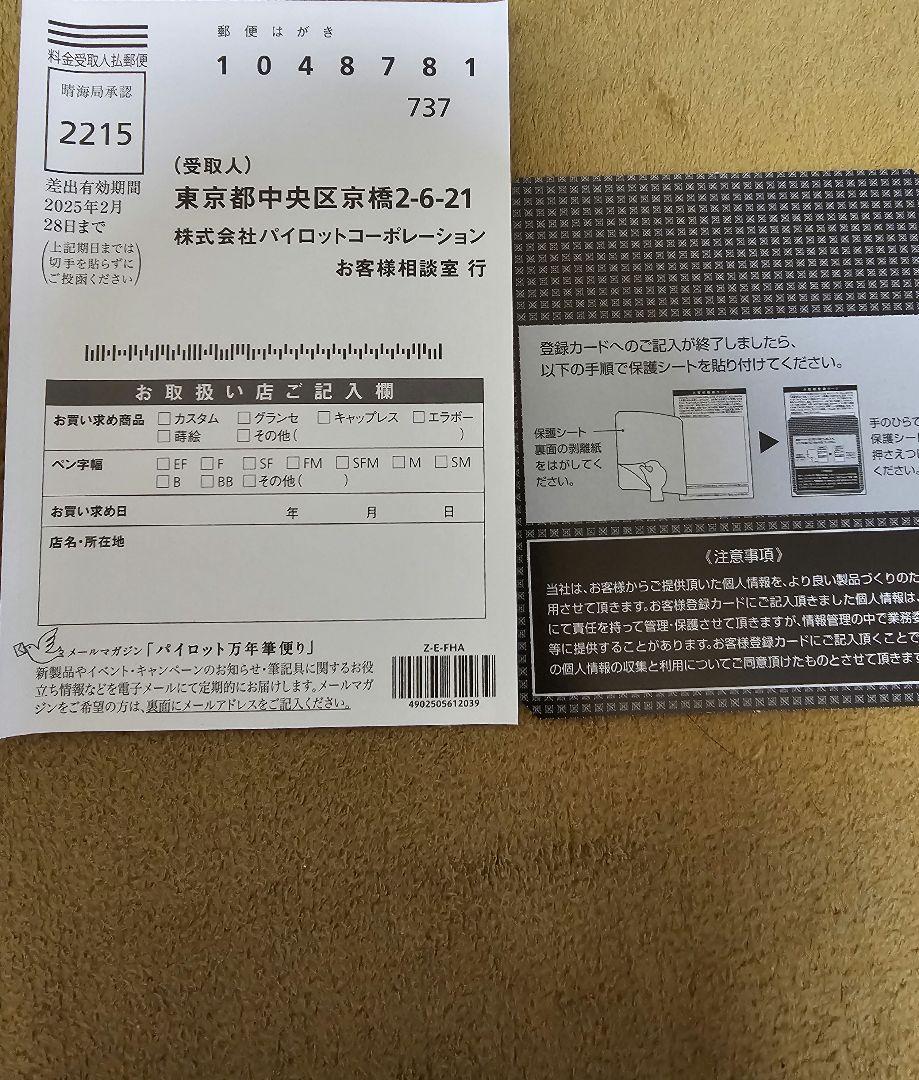 郵便はがき
料金受取人払郵便
1048781
晴海局承認
2215
737
差出有効期間
2025年2月
28日まで
(上記期日までは
切手を貼らずに
ご投函ください)
(受取人)
東京都中央区京橋2-6-21
株式会社パイロットコーポレーション
お客様相談室 行
お取扱い店ご記入欄
お買い求め商品 □カスタム □グランセ □キャップレス □エラボー
□蒔絵 □その他( )
ペン字幅 □EF □F □SF □FM □SFM □M □SM
□B □BB □その他( )
お買い求め日 年 月 日
店名・所在地
メールマガジン「パイロット万年筆便り」
新製品やイベント・キャンペーンのお知らせ・筆記具に関するお役
立ち情報などを電子メールにて定期的にお届けします。メールマガ
ジンをご希望の方は、裏面にメールアドレスをご記入ください。
Z-E-FHA
4902505612039
登録カードへのご記入が終了しましたら、
以下の手順で保護シートを貼り付けてください。
保護シート
裏面の剥離紙
をはがしてく
ださい。
手のひらで
保護シー
押さえつけ
ください。
《注意事項》
当社は、お客様からご提供頂いた個人情報を、より良い製品づくりのた
用させて頂きます。お客様登録カードにご記入頂きました個人情報は、
にて責任を持って管理・保護させて頂きますが、情報管理の中で業務委
等に提供することがあります。お客様登録カードにご記入頂くことで
の個人情報の収集と利用についてご同意頂けたものとさせて頂きます